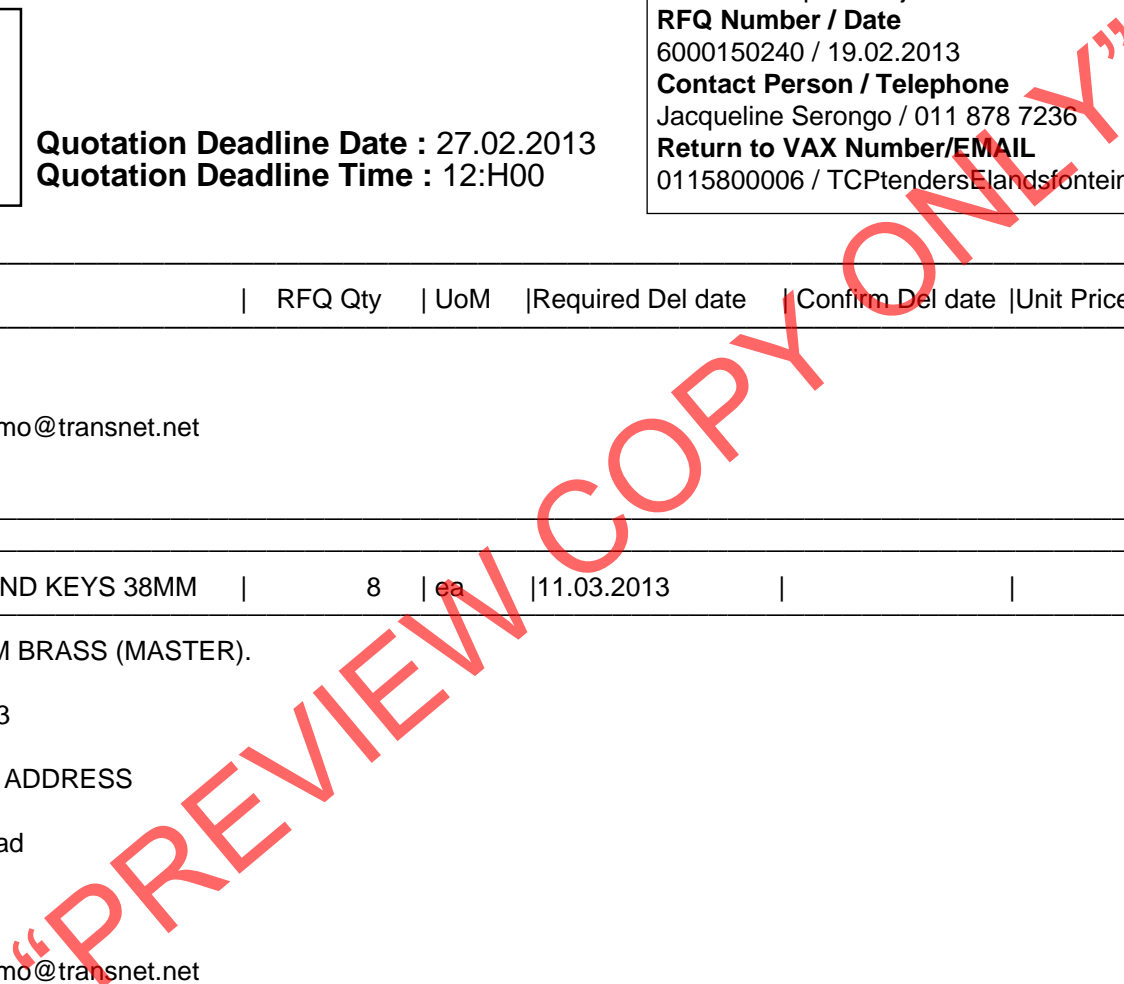 RFQ Number / Date
6000150240 / 19.02.2013
Contact Person / Telephone
Jacqueline Serongo / 011 878 7236
Return to VAX Number/EMAIL
0115800006 / TCPtendersElandsfontein
Quotation Deadline Date : 27.02.2013
Quotation Deadline Time : 12:H00
| RFQ Qty | UoM |Required Del date | Confirm Del date |Unit Price
mo@transnet.net
ND KEYS 38MM | 8 | ea |11.03.2013 | |
M BRASS (MASTER).
3
ADDRESS
ad
mo@transnet.net
“PREVIEW COPY ONLY”